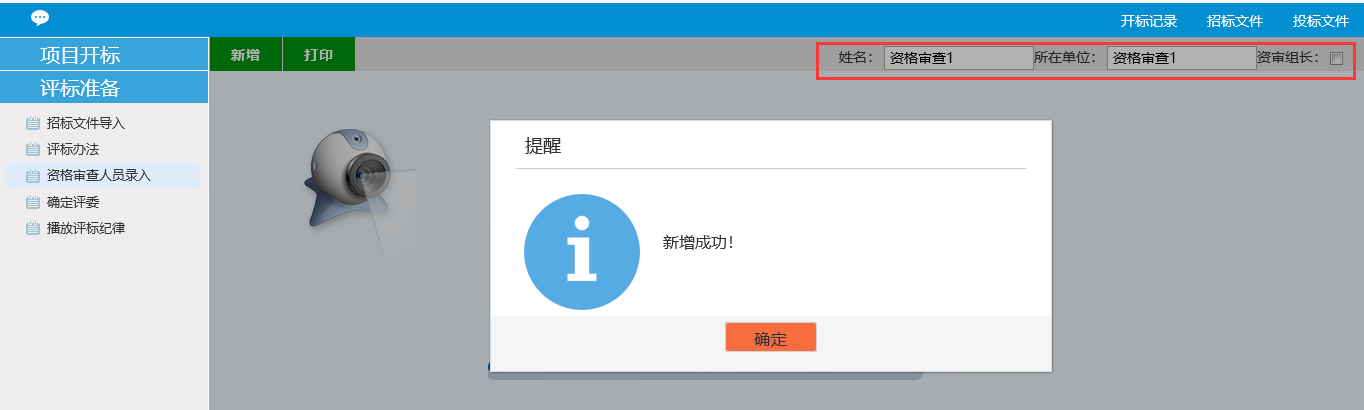 开标记录 招标文件 投标文件
项目开标
新增 打印 姓名: 资格审查1 所在单位: 资格审查1 资审组长:
评标准备
招标文件导入
评标办法
资格审查人员录入
确定评委
播放评标纪律
提醒
新增成功!
确定